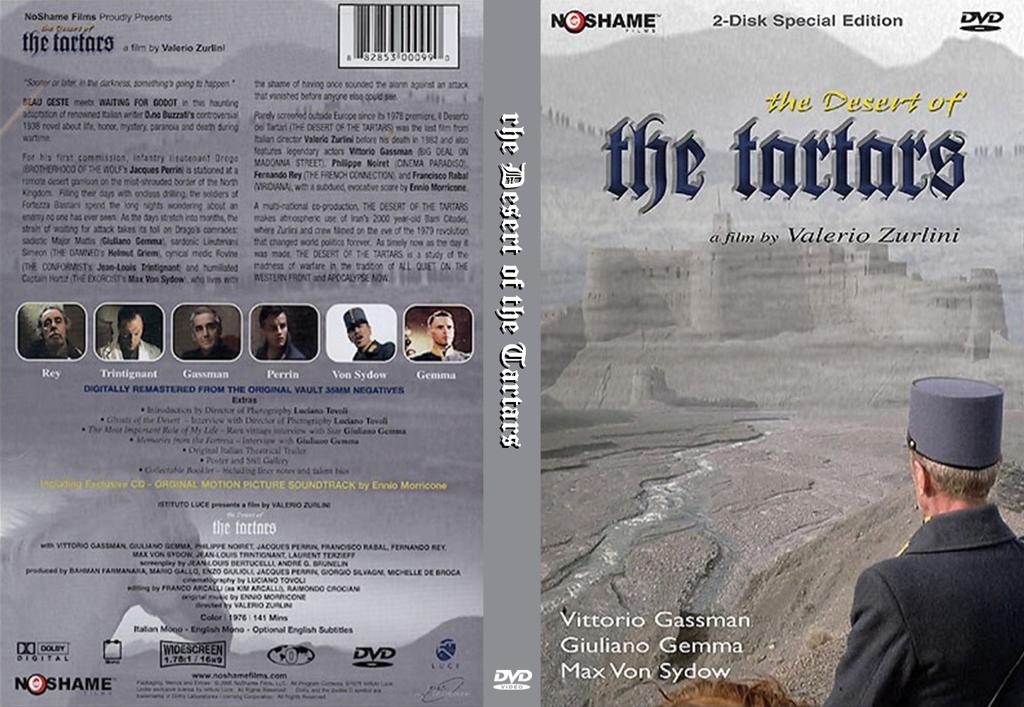 NoShame Films Proudly Presents
the Desert of
the tartars a film by Valerio Zurlini
8 82853 00099 0
"Sooner or later, in the darkness, something's going to happen."
BEAU GESTE meets WAITING FOR GODOT in this haunting
adaptation of renowned Italian writer Dino Buzzati's controversial
1938 novel about life, honor, mystery, paranoia and death during
wartime.
For his first commission, infantry lieutenant Drogo
(BROTHERHOOD OF THE WOLF's Jacques Perrin) is stationed at a
remote desert garrison on the mist-shrouded border of the North
Kingdom. Filling their days with endless drilling, the soldiers of
Fortezza Bastiani spend the long nights wondering about an
enemy no one has ever seen. As the days stretch into months, the
strain of waiting for attack takes its toll on Drago's comrades:
sadistic Major Mattis (Giuliano Gemma), sardonic Lieutenant
Simeon (THE DAMNED's Helmut Griem), cynical medic Rovine
(THE CONFORMIST's Jean-Louis Trintignant) and humiliated
Captain Hortiz (THE EXORCIST's Max Von Sydow), who lives with
the shame of having once sounded the alarm against an attack
that vanished before anyone else could see.
Rarely screened outside Europe since its 1976 premiere, Il Deserto
dei Tartari (THE DESERT OF THE TARTARS) was the last film from
Italian director Valerio Zurlini before his death in 1982 and also
features legendary actors Vittorio Gassman (BIG DEAL ON
MADONNA STREET), Philippe Noiret (CINEMA PARADISO),
Fernando Rey (THE FRENCH CONNECTION), and Francisco Rabal
(VIRIDIANA), with a subdued, evocative score by Ennio Morricone.
A multi-national co-production, THE DESERT OF THE TARTARS
makes atmospheric use of Iran's 2000 year-old Bam Citadel,
where Zurlini and crew filmed on the eve of the 1979 revolution
that changed world politics forever. As timely now as the day it
was made, THE DESERT OF THE TARTARS is a study of the
madness of warfare in the tradition of ALL QUIET ON THE
WESTERN FRONT and APOCALYPSE NOW.
Rey Trintignant Gassman Perrin Von Sydow Gemma
DIGITALLY REMASTERED FROM THE ORIGINAL VAULT 35MM NEGATIVES
Extras
• Introduction by Director of Photography Luciano Tovoli
• Ghosts of the Desert - Interview with Director of Photography Luciano Tovoli
• The Most Important Role of My Life - Rare vintage interview with Star Giuliano Gemma
• Memories from the Fortress - Interview with Giuliano Gemma
• Original Italian Theatrical Trailer
• Poster and Still Gallery
• Collectable Booklet - including liner notes and talent bios
Including Exclusive CD - ORGINAL MOTION PICTURE SOUNDTRACK by Ennio Morricone
ISTITUTO LUCE presents a film by VALERIO ZURLINI
the Desert of
the tartars
with VITTORIO GASSMAN, GIULIANO GEMMA, PHILIPPE NOIRET, JACQUES PERRIN, FRANCISCO RABAL, FERNANDO REY,
MAX VON SYDOW, JEAN-LOUIS TRINTIGNANT, LAURENT TERZIEFF
screenplay by JEAN-LOUIS BERTUCELLI, ANDRÉ G. BRUNELIN
produced by BAHMAN FARMANARA, MARIO GALLO, ENZO GIULIOLI, JACQUES PERRIN, GIORGIO SILVAGNI, MICHELLE DE BROCA
cinematography by LUCIANO TOVOLI
editing by FRANCO ARCALLI (as KIM ARCALLI), RAIMONDO CROCIANI
original music by ENNIO MORRICONE
directed by VALERIO ZURLINI
Color | 1976 | 141 Mins
Italian Mono - English Mono - Optional English Subtitles
DOLBY
DIGITAL
WIDESCREEN
1.78:1 / 16x9
DVD
LUCE
www.noshamefilms.com
NOSHAME
FILMS
the Desert of the Tartars
DVD
VIDEO
NOSHAME
FILMS
2-Disk Special Edition
DVD
the Desert of
the tartars
a film by Valerio Zurlini
Vittorio Gassman
Giuliano Gemma
Max Von Sydow